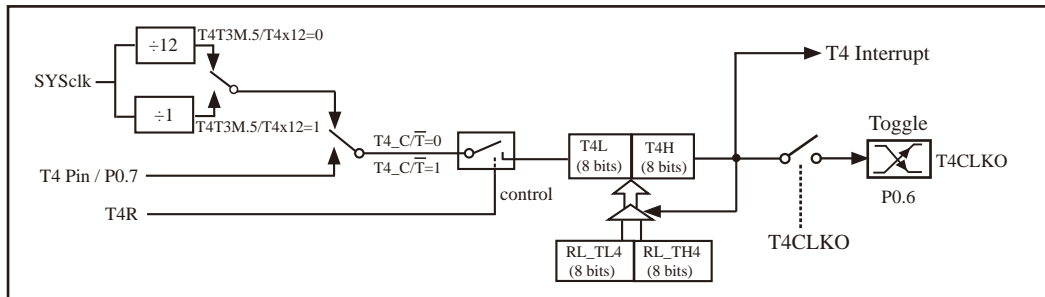 ÷12
T4T3M.5/T4x12=0
SYSclk
÷1
T4T3M.5/T4x12=1
T4 Pin / P0.7
T4_C/T̅=0
T4_C/T̅=1
T4R
control
T4L
(8 bits)
T4H
(8 bits)
RL_TL4
(8 bits)
RL_TH4
(8 bits)
T4 Interrupt
Toggle
T4CLKO
P0.6
T4CLKO